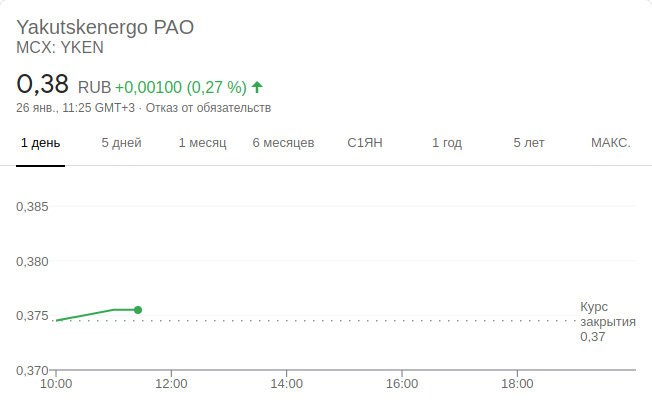 Yakutskenergo PAO
MCX: YKEN
0,38 RUB +0,00100 (0,27 %)
26 янв., 11:25 GMT+3 · Отказ от обязательств
1 день 5 дней 1 месяц 6 месяцев С1ЯН 1 год 5 лет МАКС.
0,385
0,380
0,375
0,370
Курс
закрытия
0,37
10:00 12:00 14:00 16:00 18:00